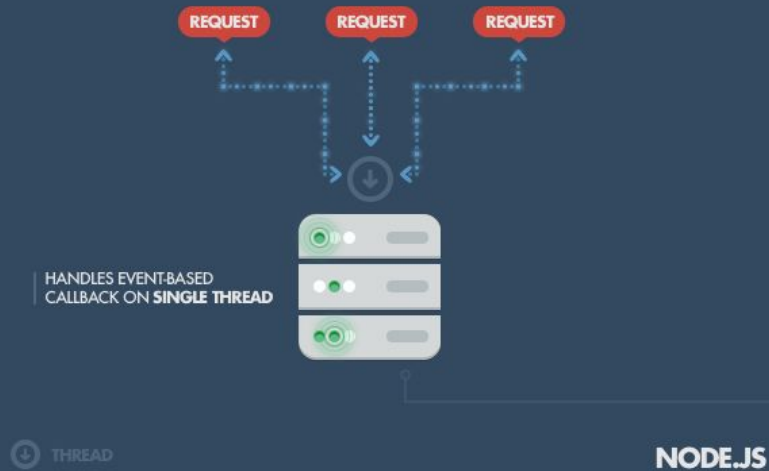 REQUEST
REQUEST
REQUEST
HANDLES EVENT-BASED
CALLBACK ON SINGLE THREAD
THREAD
NODE.JS